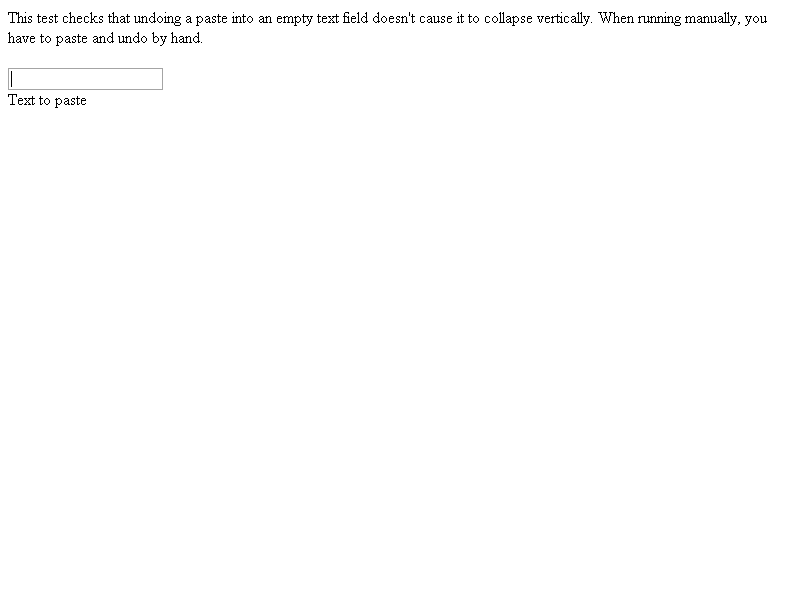 This test checks that undoing a paste into an empty text field doesn't cause it to collapse vertically. When running manually, you
have to paste and undo by hand.
Text to paste